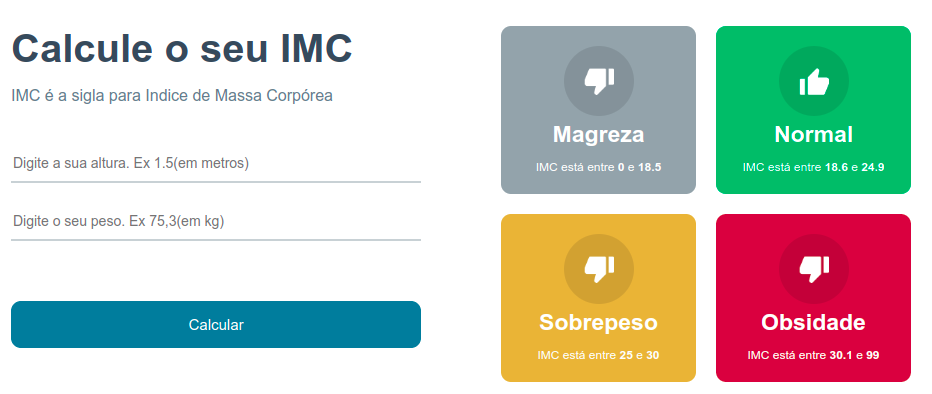 Calcule o seu IMC
IMC é a sigla para Indice de Massa Corpórea
Digite a sua altura. Ex 1.5(em metros)
Digite o seu peso. Ex 75,3(em kg)
Calcular
Magreza
IMC está entre 0 e 18.5
Normal
IMC está entre 18.6 e 24.9
Sobrepeso
IMC está entre 25 e 30
Obsidade
IMC está entre 30.1 e 99